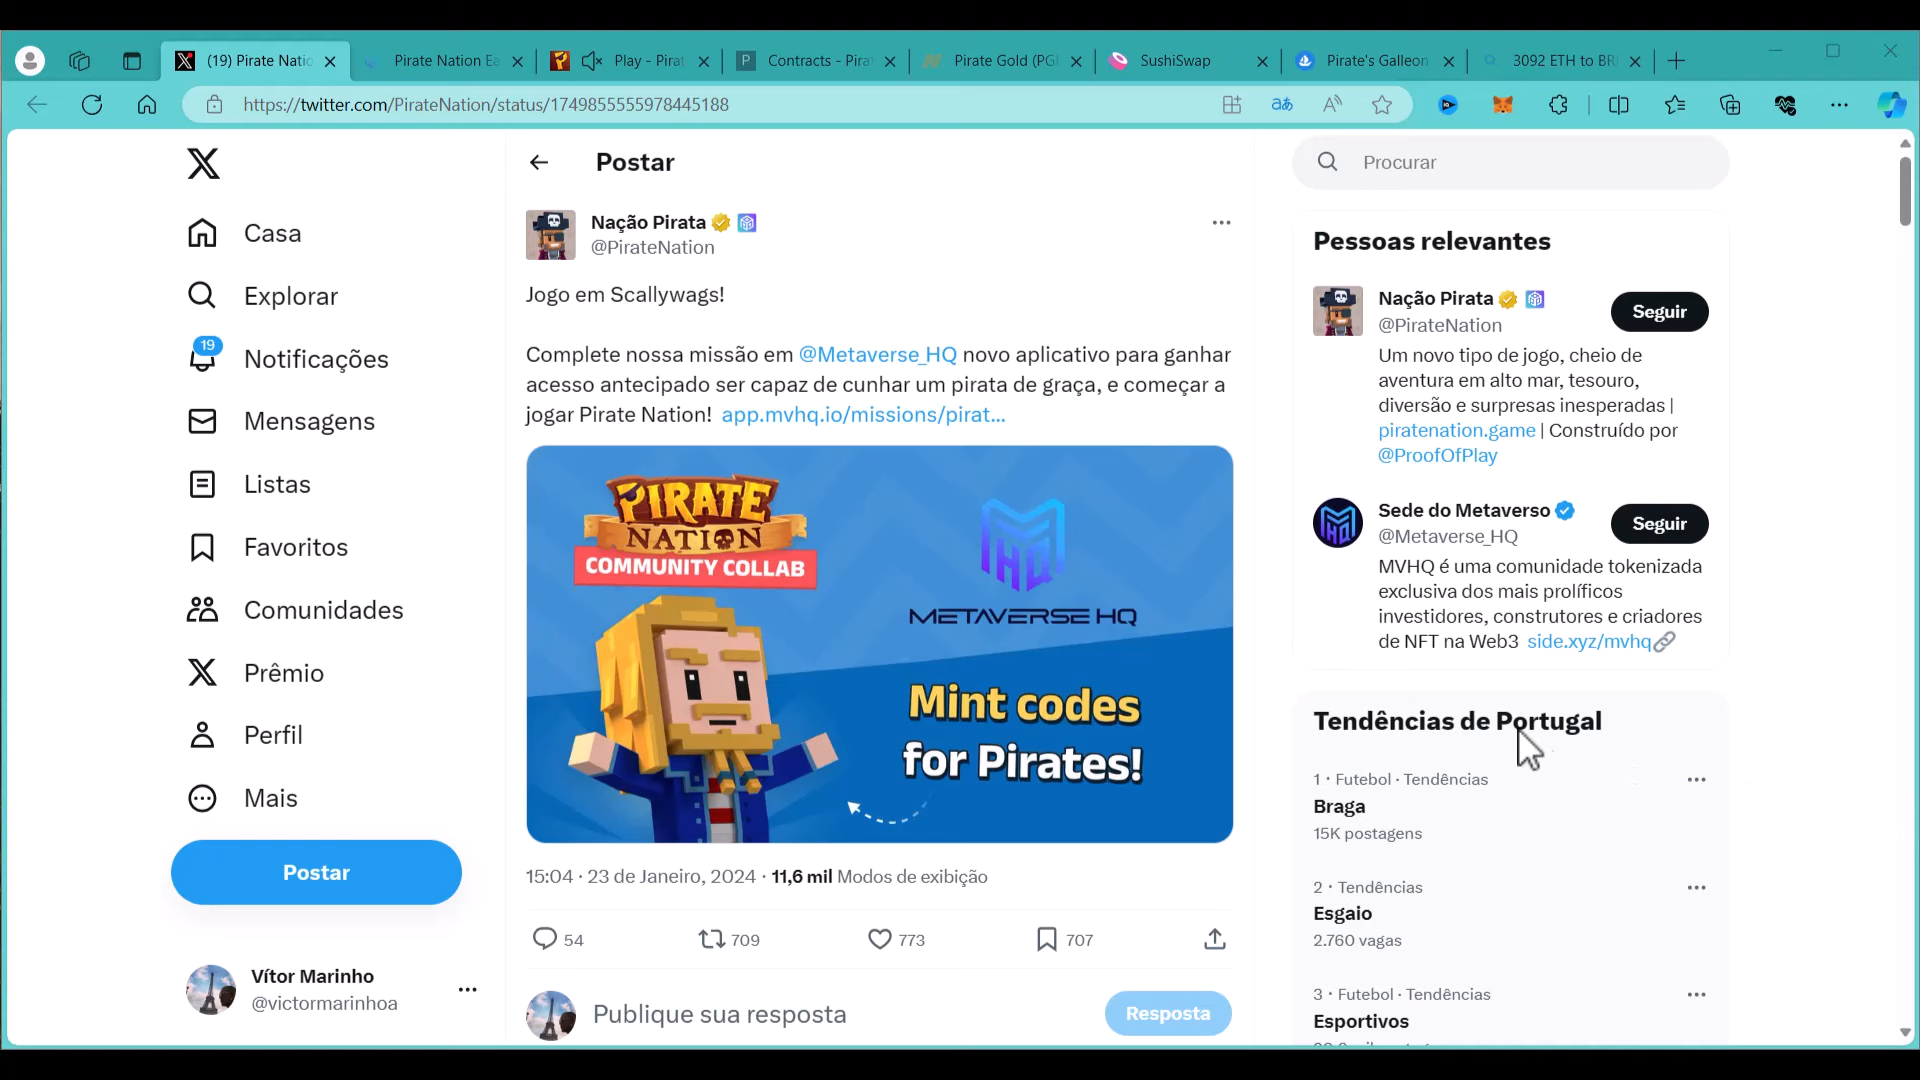 (19) Pirate Natio
Pirate Nation Ea
Play - Pirat
Contracts - Pirat
Pirate Gold (PGL
SushiSwap
Pirate's Galleon
3092 ETH to BR
https://twitter.com/PirateNation/status/1749855555978445188
Casa
Explorar
19
Notificações
Mensagens
Listas
Favoritos
Comunidades
Prêmio
Perfil
Mais
Postar
Vítor Marinho
@victormarinhoa
Postar
Nação Pirata
@PirateNation
Jogo em Scallywags!
Complete nossa missão em @Metaverse_HQ novo aplicativo para ganhar
acesso antecipado ser capaz de cunhar um pirata de graça, e começar a
jogar Pirate Nation! app.mvhq.io/missions/pirat...
PIRATE
NATION
COMMUNITY COLLAB
METAVERSE HQ
Mint codes
for Pirates!
15:04 · 23 de Janeiro, 2024 · 11,6 mil Modos de exibição
54 709 773 707
Publique sua resposta
Resposta
Procurar
Pessoas relevantes
Nação Pirata
@PirateNation
Seguir
Um novo tipo de jogo, cheio de
aventura em alto mar, tesouro,
diversão e surpresas inesperadas |
piratenation.game | Construído por
@ProofOfPlay
Sede do Metaverso
@Metaverse_HQ
Seguir
MVHQ é uma comunidade tokenizada
exclusiva dos mais prolíficos
investidores, construtores e criadores
de NFT na Web3 side.xyz/mvhq
Tendências de Portugal
1 · Futebol · Tendências
Braga
15K postagens
2 · Tendências
Esgaio
2.760 vagas
3 · Futebol · Tendências
Esportivos